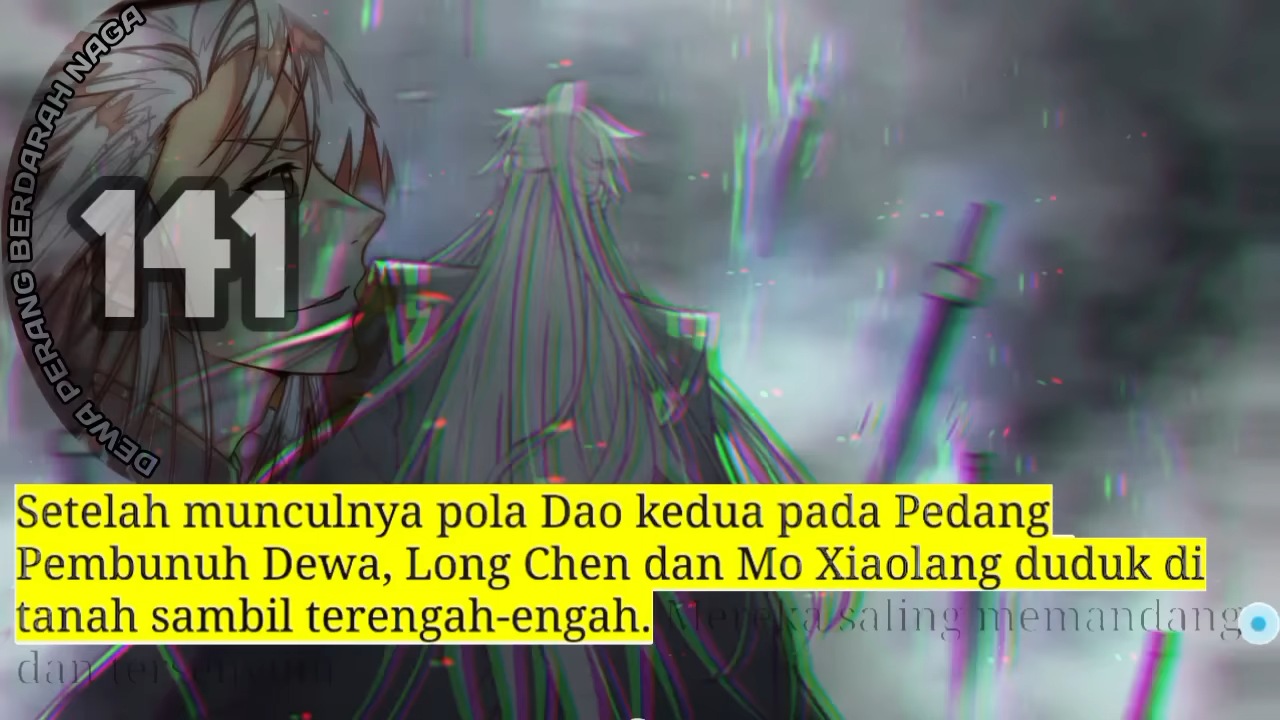 DEWA PERANG BERDARAH NAGA
141
Setelah munculnya pola Dao kedua pada Pedang
Pembunuh Dewa, Long Chen dan Mo Xiaolang duduk di
tanah sambil terengah-engah. Mereka saling memandang
dan tersenyum